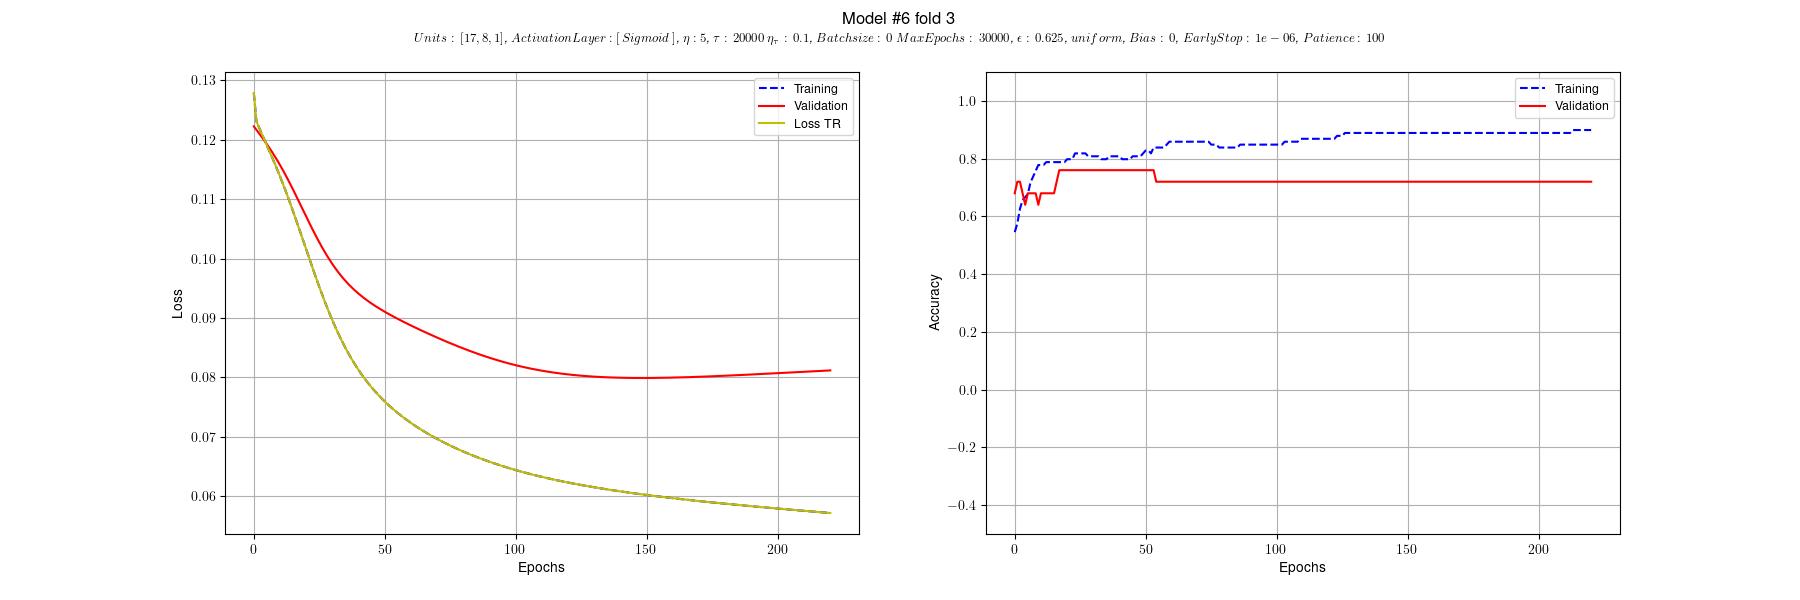 Model #6 fold 3
Units : [17, 8, 1], ActivationLayer : [ Sigmoid ], η : 5, τ : 20000 η_τ : 0.1, Batchsize : 0 MaxEpochs : 30000, ϵ : 0.625, uniform, Bias : 0, EarlyStop : 1e − 06, Patience : 100
0.13
0.12
0.11
0.10
0.09
0.08
0.07
0.06
Loss
Training
Validation
Loss TR
0 50 100 150 200
Epochs
1.0
0.8
0.6
0.4
0.2
0.0
−0.2
−0.4
Accuracy
Training
Validation
0 50 100 150 200
Epochs